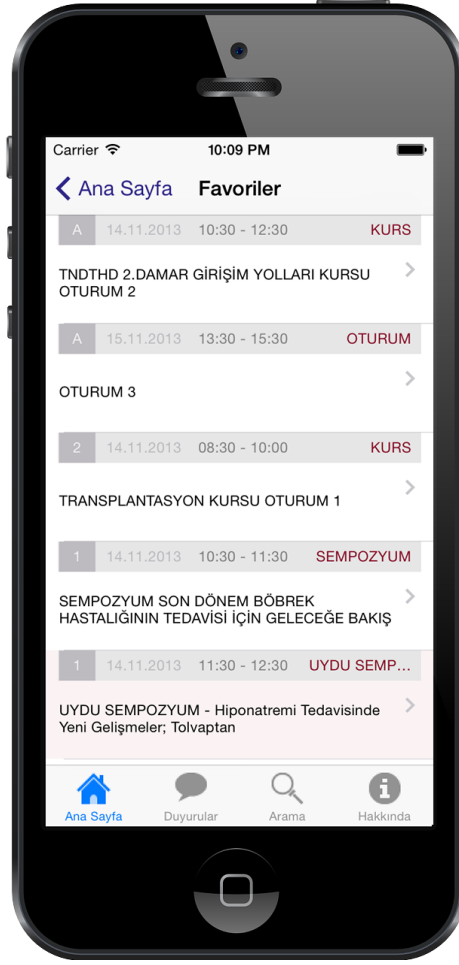 Carrier 10:09 PM
Ana Sayfa Favoriler
A 14.11.2013 10:30 - 12:30 KURS
TNDTHD 2.DAMAR GİRİŞİM YOLLARI KURSU
OTURUM 2
A 15.11.2013 13:30 - 15:30 OTURUM
OTURUM 3
2 14.11.2013 08:30 - 10:00 KURS
TRANSPLANTASYON KURSU OTURUM 1
1 14.11.2013 10:30 - 11:30 SEMPOZYUM
SEMPOZYUM SON DÖNEM BÖBREK
HASTALIĞININ TEDAVİSİ İÇİN GELECEĞE BAKIŞ
1 14.11.2013 11:30 - 12:30 UYDU SEMP...
UYDU SEMPOZYUM - Hiponatremi Tedavisinde
Yeni Gelişmeler; Tolvaptan
Ana Sayfa Duyurular Arama Hakkında